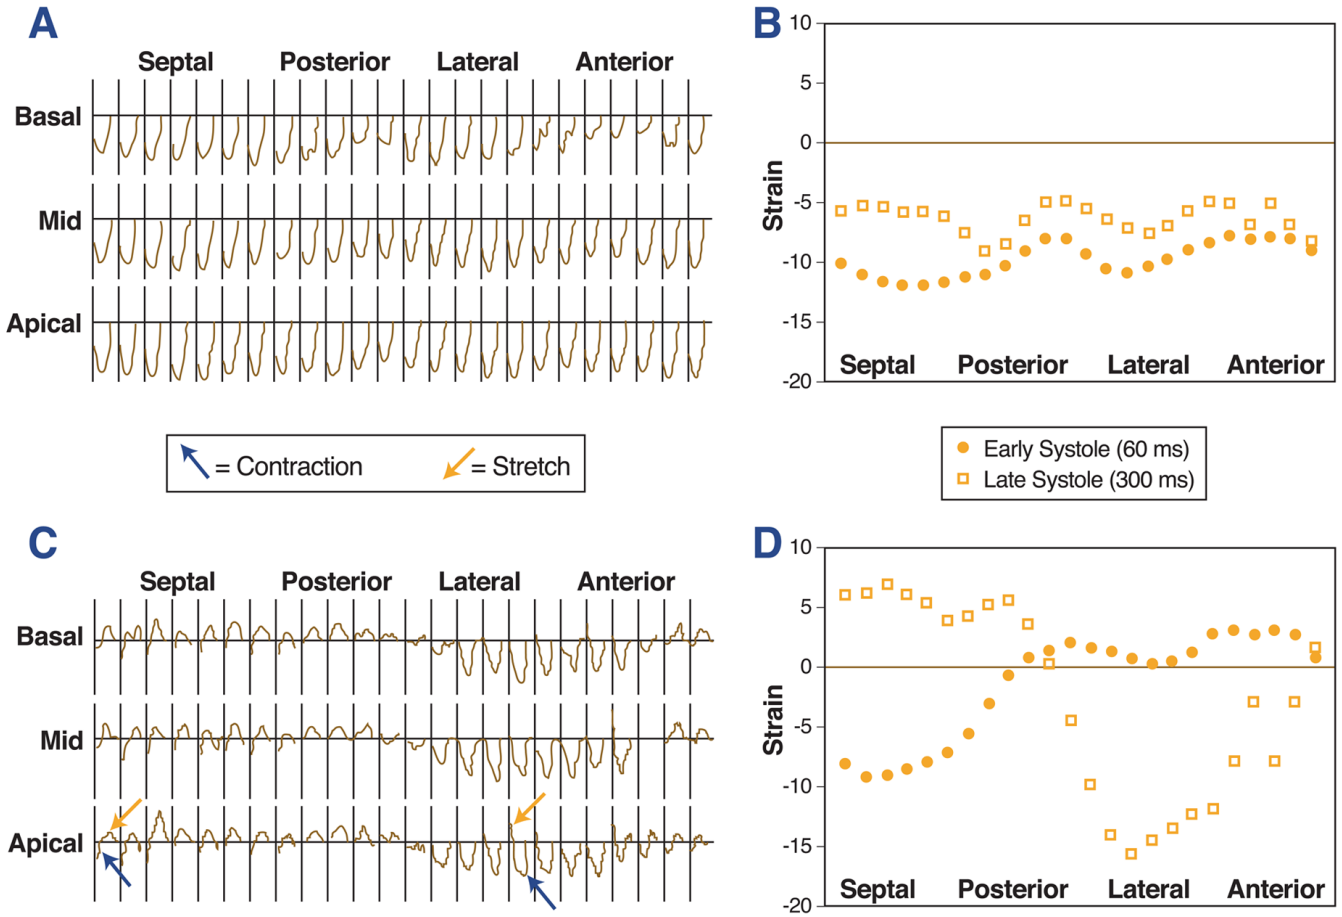 A
Septal Posterior Lateral Anterior
Basal
Mid
Apical
B
10
5
0
-5
-10
-15
-20
Strain
Septal Posterior Lateral Anterior
= Contraction = Stretch
Early Systole (60 ms)
Late Systole (300 ms)
C
Septal Posterior Lateral Anterior
Basal
Mid
Apical
D
10
5
0
-5
-10
-15
-20
Strain
Septal Posterior Lateral Anterior